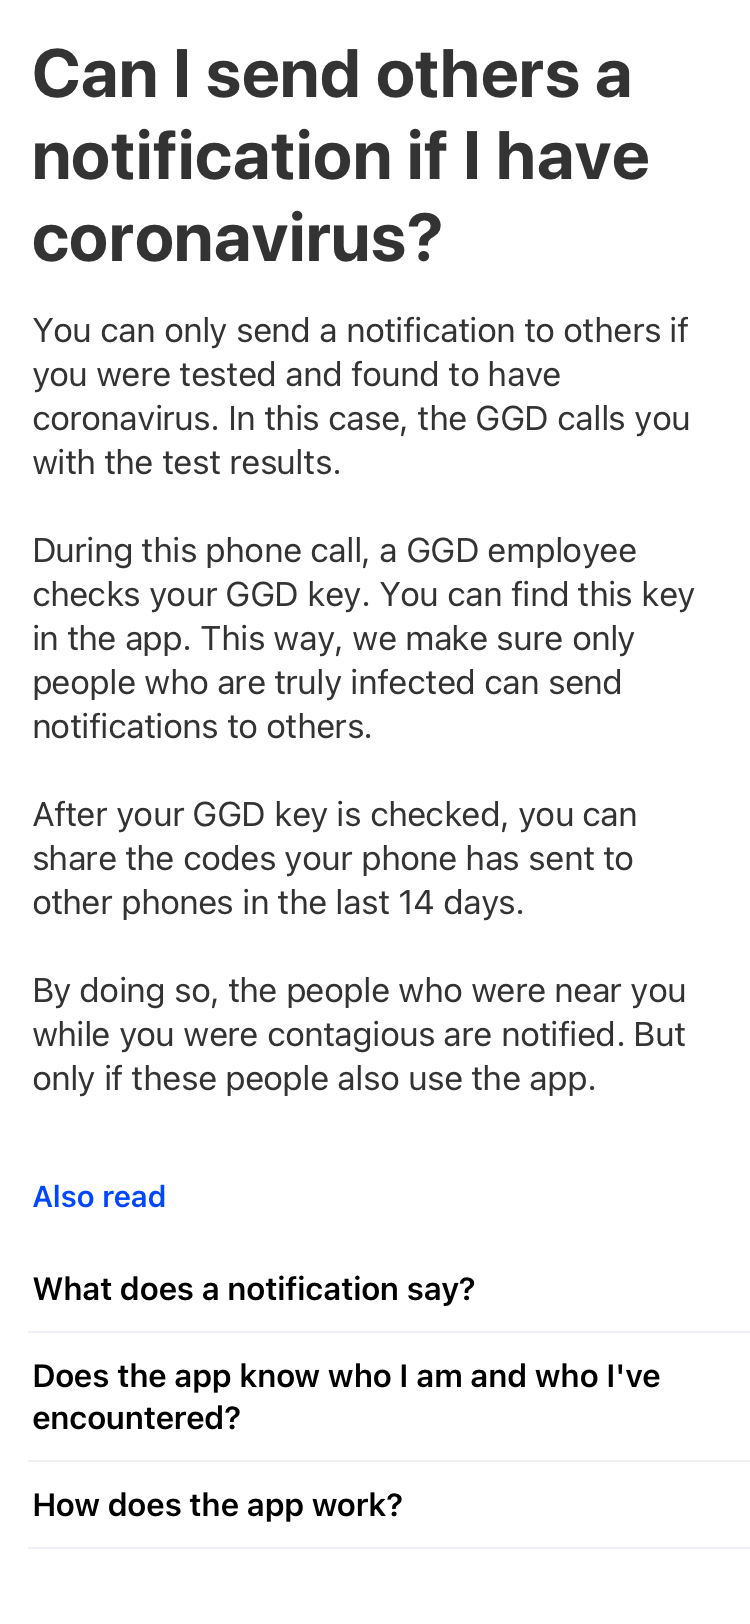 Can I send others a
notification if I have
coronavirus?
You can only send a notification to others if
you were tested and found to have
coronavirus. In this case, the GGD calls you
with the test results.
During this phone call, a GGD employee
checks your GGD key. You can find this key
in the app. This way, we make sure only
people who are truly infected can send
notifications to others.
After your GGD key is checked, you can
share the codes your phone has sent to
other phones in the last 14 days.
By doing so, the people who were near you
while you were contagious are notified. But
only if these people also use the app.
Also read
What does a notification say?
Does the app know who I am and who I've
encountered?
How does the app work?